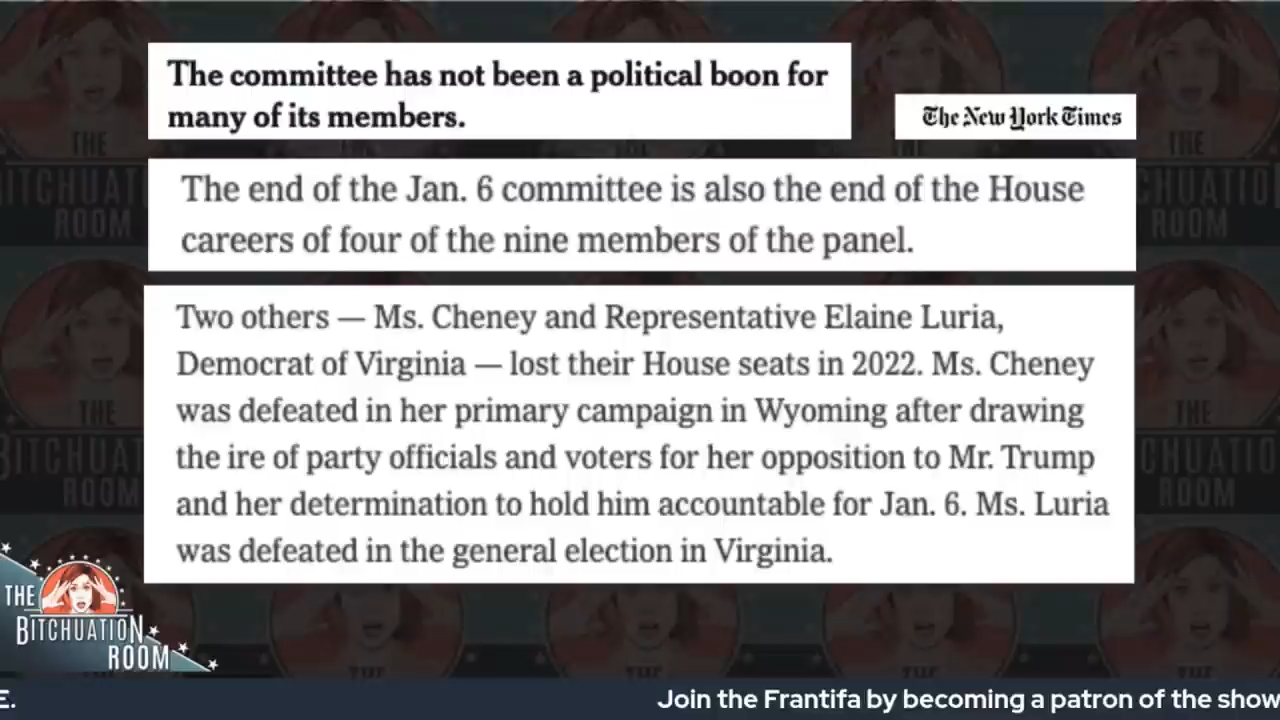 The committee has not been a political boon for
many of its members.
The New York Times
The end of the Jan. 6 committee is also the end of the House
careers of four of the nine members of the panel.
Two others — Ms. Cheney and Representative Elaine Luria,
Democrat of Virginia — lost their House seats in 2022. Ms. Cheney
was defeated in her primary campaign in Wyoming after drawing
the ire of party officials and voters for her opposition to Mr. Trump
and her determination to hold him accountable for Jan. 6. Ms. Luria
was defeated in the general election in Virginia.
THE
BITCHUATION
ROOM
E.
Join the Frantifa by becoming a patron of the show